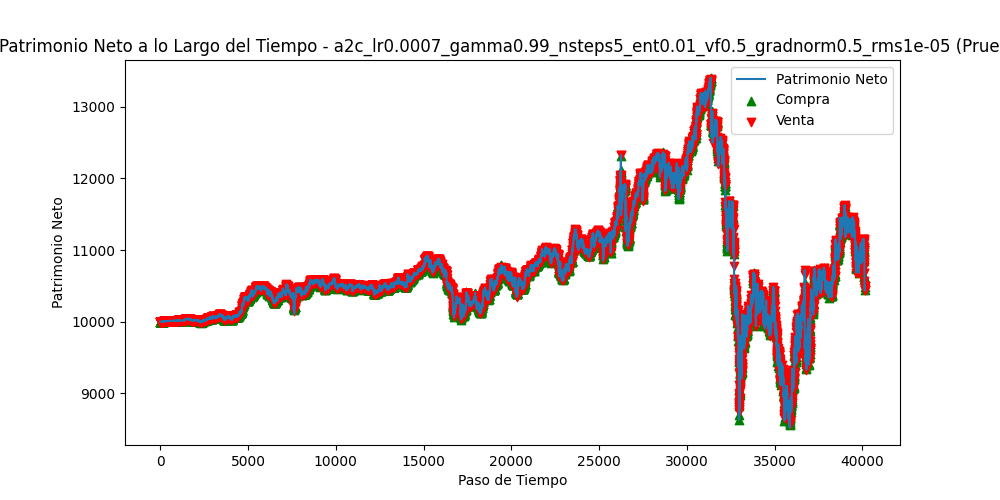 Patrimonio Neto a lo Largo del Tiempo - a2c_lr0.0007_gamma0.99_nsteps5_ent0.01_vf0.5_gradnorm0.5_rms1e-05 (Prue
Patrimonio Neto
Compra
Venta
Patrimonio Neto
13000
12000
11000
10000
9000
0 5000 10000 15000 20000 25000 30000 35000 40000
Paso de Tiempo